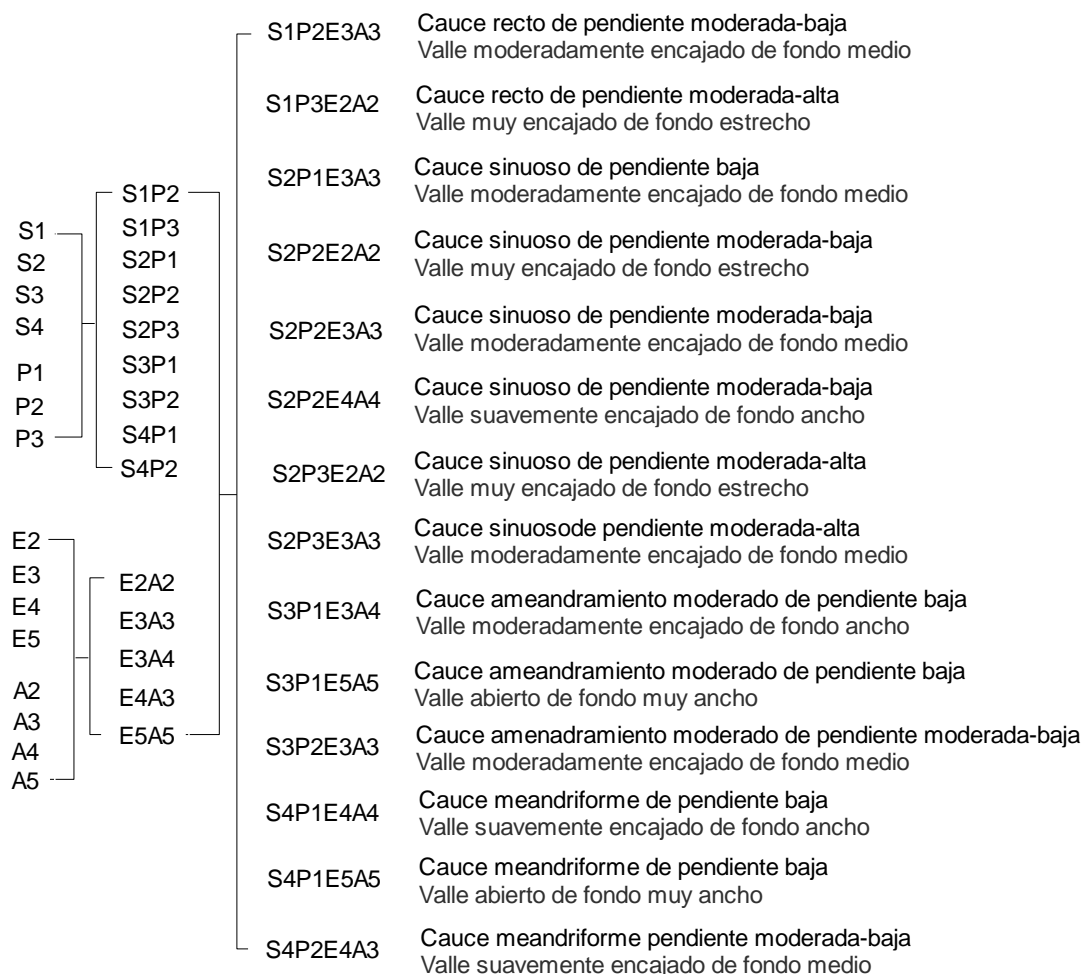 S1
S2
S3
S4
P1
P2
P3
E2
E3
E4
E5
A2
A3
A4
A5
S1P2
S1P3
S2P1
S2P2
S2P3
S3P1
S3P2
S4P1
S4P2
E2A2
E3A3
E3A4
E4A3
E5A5
S1P2E3A3 Cauce recto de pendiente moderada-baja
Valle moderadamente encajado de fondo medio
S1P3E2A2 Cauce recto de pendiente moderada-alta
Valle muy encajado de fondo estrecho
S2P1E3A3 Cauce sinuoso de pendiente baja
Valle moderadamente encajado de fondo medio
S2P2E2A2 Cauce sinuoso de pendiente moderada-baja
Valle muy encajado de fondo estrecho
S2P2E3A3 Cauce sinuoso de pendiente moderada-baja
Valle moderadamente encajado de fondo medio
S2P2E4A4 Cauce sinuoso de pendiente moderada-baja
Valle suavemente encajado de fondo ancho
S2P3E2A2 Cauce sinuoso de pendiente moderada-alta
Valle muy encajado de fondo estrecho
S2P3E3A3 Cauce sinuosode pendiente moderada-alta
Valle moderadamente encajado de fondo medio
S3P1E3A4 Cauce ameandramiento moderado de pendiente baja
Valle moderadamente encajado de fondo ancho
S3P1E5A5 Cauce ameandramiento moderado de pendiente baja
Valle abierto de fondo muy ancho
S3P2E3A3 Cauce amenadramiento moderado de pendiente moderada-baja
Valle moderadamente encajado de fondo medio
S4P1E4A4 Cauce meandriforme de pendiente baja
Valle suavemente encajado de fondo ancho
S4P1E5A5 Cauce meandriforme de pendiente baja
Valle abierto de fondo muy ancho
S4P2E4A3 Cauce meandriforme pendiente moderada-baja
Valle suavemente encajado de fondo medio